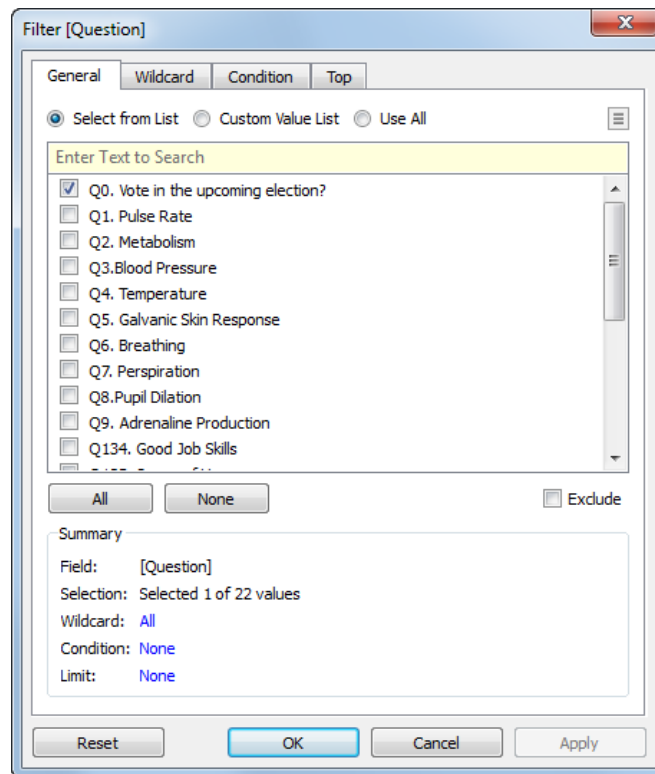 Filter [Question]
General Wildcard Condition Top
Select from List Custom Value List Use All
Enter Text to Search
Q0. Vote in the upcoming election?
Q1. Pulse Rate
Q2. Metabolism
Q3.Blood Pressure
Q4. Temperature
Q5. Galvanic Skin Response
Q6. Breathing
Q7. Perspiration
Q8.Pupil Dilation
Q9. Adrenaline Production
Q134. Good Job Skills
All None Exclude
Summary
Field: [Question]
Selection: Selected 1 of 22 values
Wildcard: All
Condition: None
Limit: None
Reset OK Cancel Apply